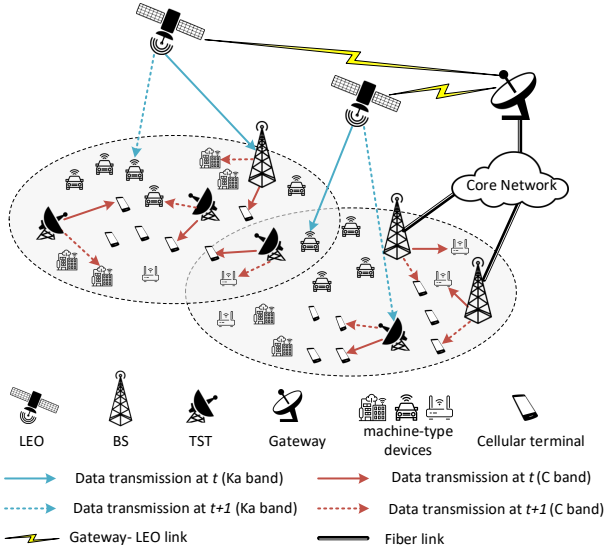 Core Network
LEO
BS
TST
Gateway
machine-type
devices
Cellular terminal
Data transmission at t (Ka band)
Data transmission at t (C band)
Data transmission at t+1 (Ka band)
Data transmission at t+1 (C band)
Gateway- LEO link
Fiber link